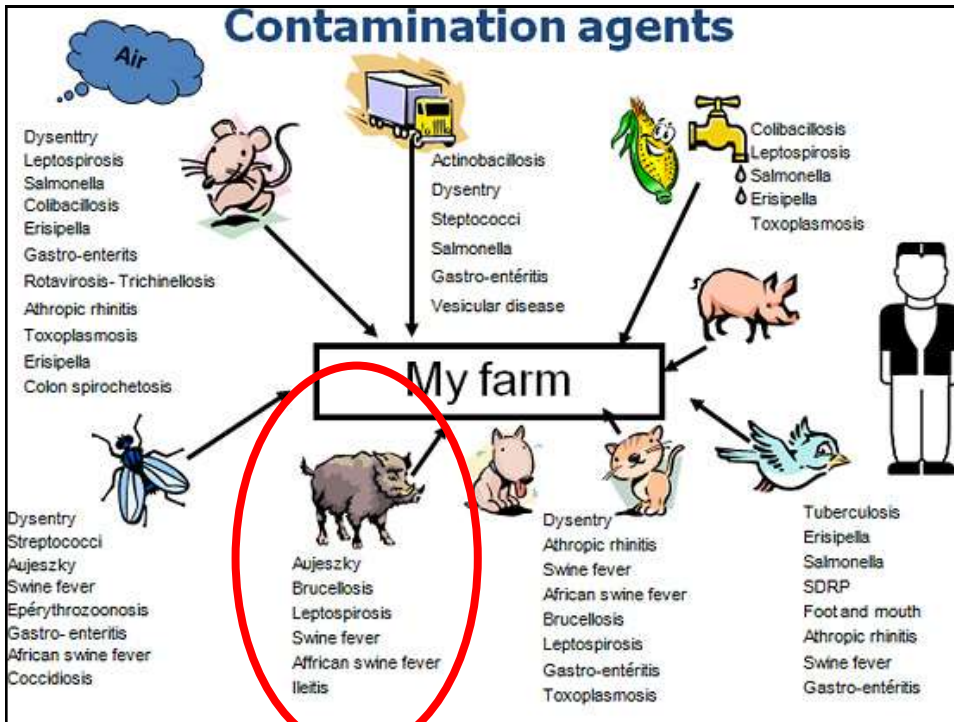 Contamination agents
Air
Dysenttry
Leptospirosis
Salmonella
Colibacillosis
Erisipella
Gastro-enterits
Rotavirosis- Trichinellosis
Athropic rhinitis
Toxoplasmosis
Erisipella
Colon spirochetosis
Actinobacillosis
Dysentry
Steptococci
Salmonella
Gastro-entéritis
Vesicular disease
Colibacillosis
Leptospirosis
Salmonella
Erisipella
Toxoplasmosis
My farm
Dysentry
Streptococci
Aujeszky
Swine fever
Epérythrozoonosis
Gastro- enteritis
African swine fever
Coccidiosis
Aujeszky
Brucellosis
Leptospirosis
Swine fever
Affrican swine fever
Ileitis
Dysentry
Athropic rhinitis
Swine fever
African swine fever
Brucellosis
Leptospirosis
Gastro-entéritis
Toxoplasmosis
Tuberculosis
Erisipella
Salmonella
SDRP
Foot and mouth
Athropic rhinitis
Swine fever
Gastro-entéritis